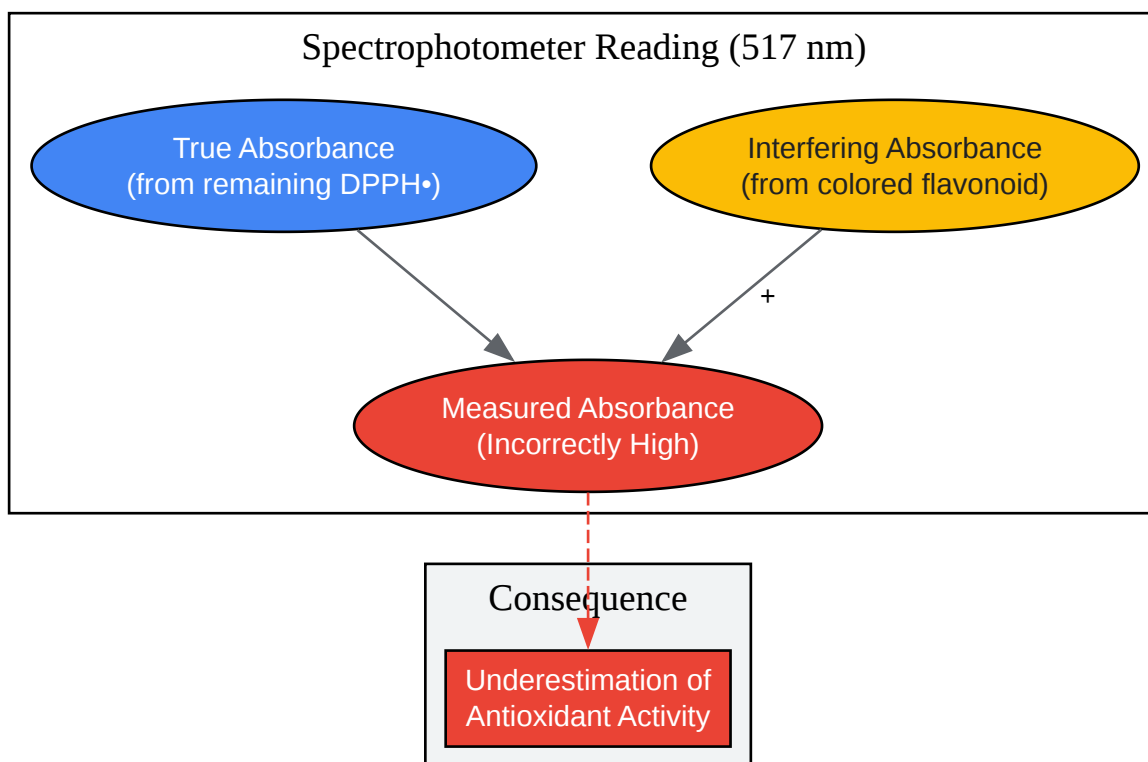 Spectrophotometer Reading (517 nm)
True Absorbance
(from remaining DPPH•)
Interfering Absorbance
(from colored flavonoid)
+
Measured Absorbance
(Incorrectly High)
Consequence
Underestimation of
Antioxidant Activity